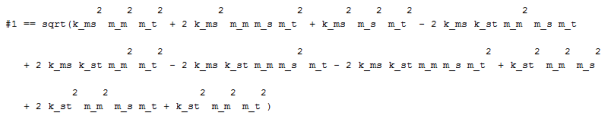 2 2 2 2 2 2 2 2 2
#1 == sqrt(k_ms m_m m_t + 2 k_ms m_m m_s m_t + k_ms m_s m_t - 2 k_ms k_st m_m m_s m_t
2 2 2 2 2 2 2
+ 2 k_ms k_st m_m m_t - 2 k_ms k_st m_m m_s m_t - 2 k_ms k_st m_m m_s m_t + k_st m_m m_s
2 2 2 2 2
+ 2 k_st m_m m_s m_t + k_st m_m m_t )